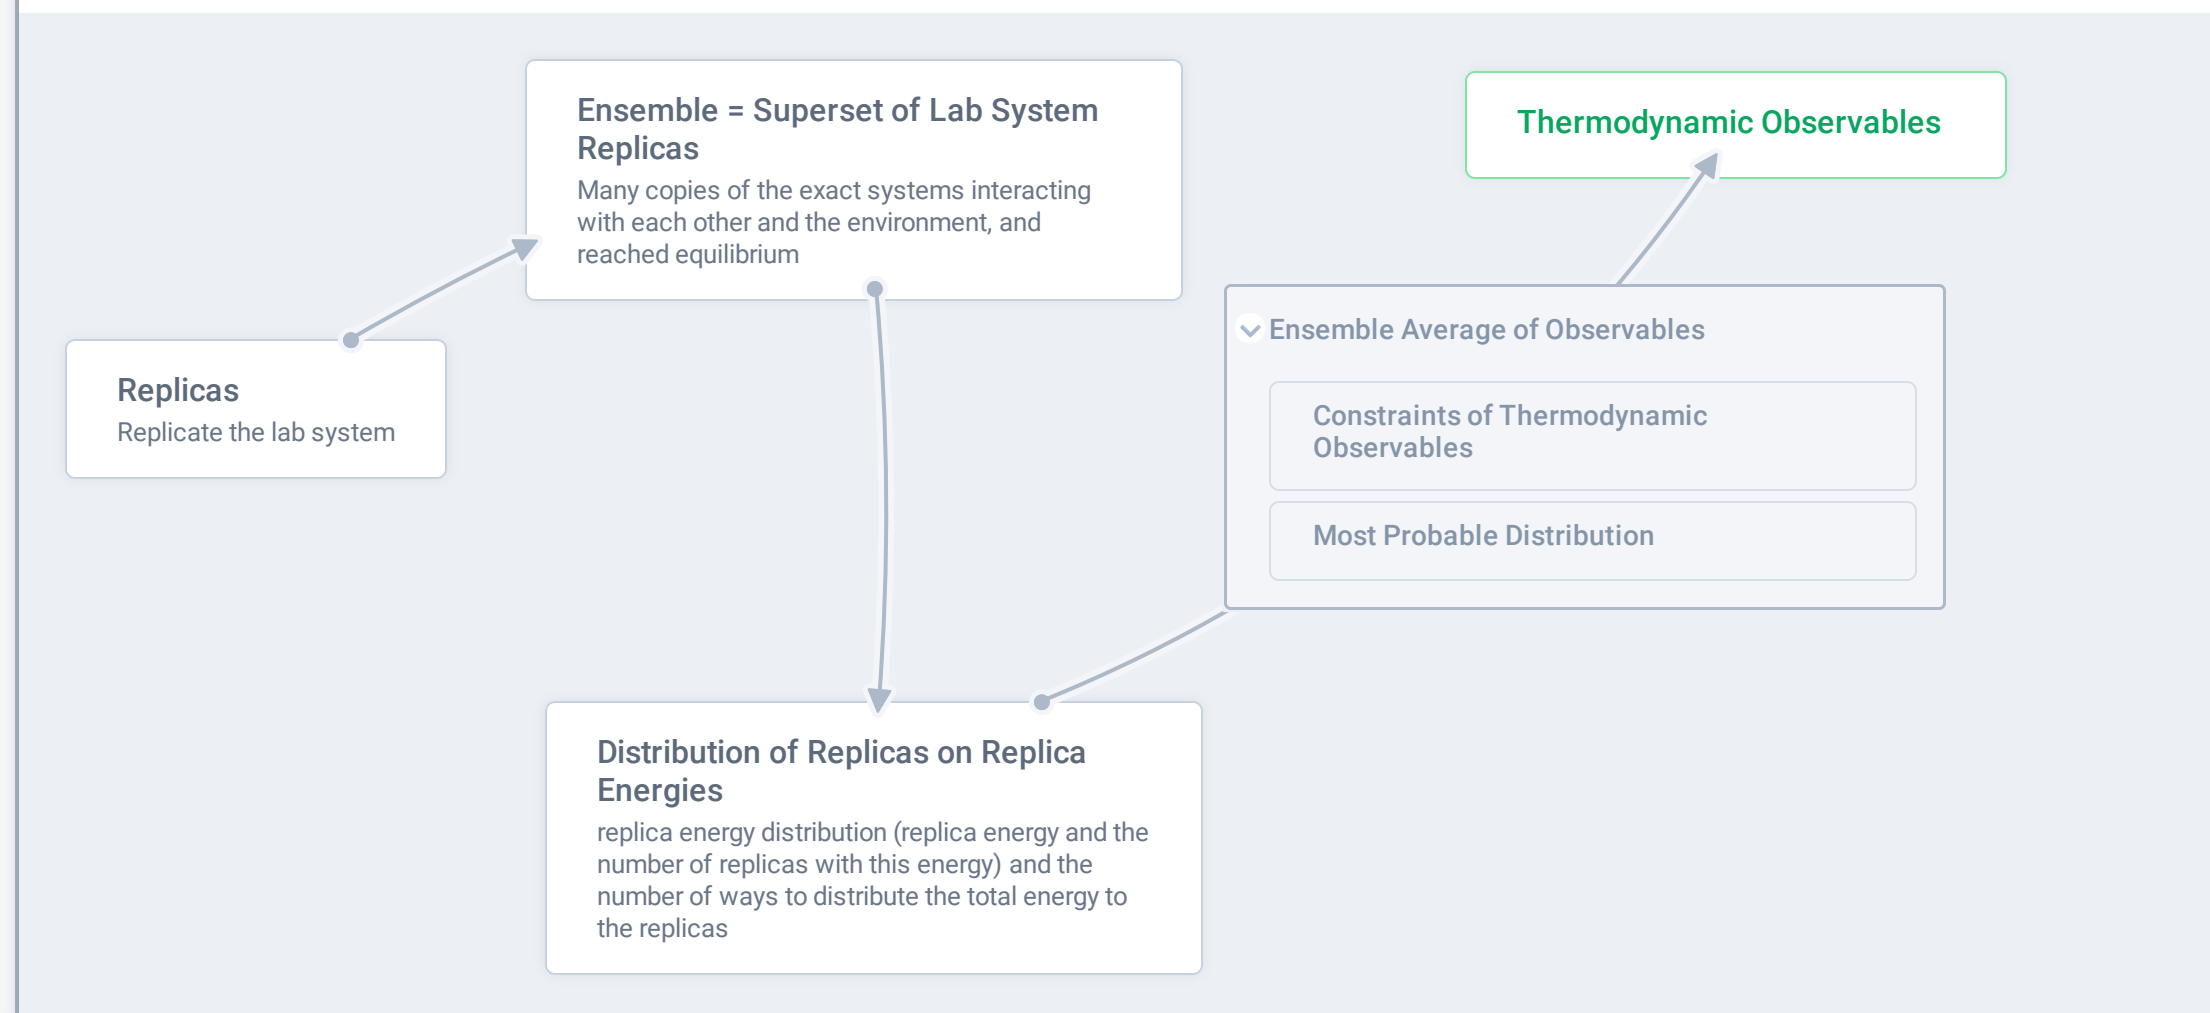 Ensemble = Superset of Lab System
Replicas
Many copies of the exact systems interacting
with each other and the environment, and
reached equilibrium
Thermodynamic Observables
Replicas
Replicate the lab system
Ensemble Average of Observables
Constraints of Thermodynamic
Observables
Most Probable Distribution
Distribution of Replicas on Replica
Energies
replica energy distribution (replica energy and the
number of replicas with this energy) and the
number of ways to distribute the total energy to
the replicas